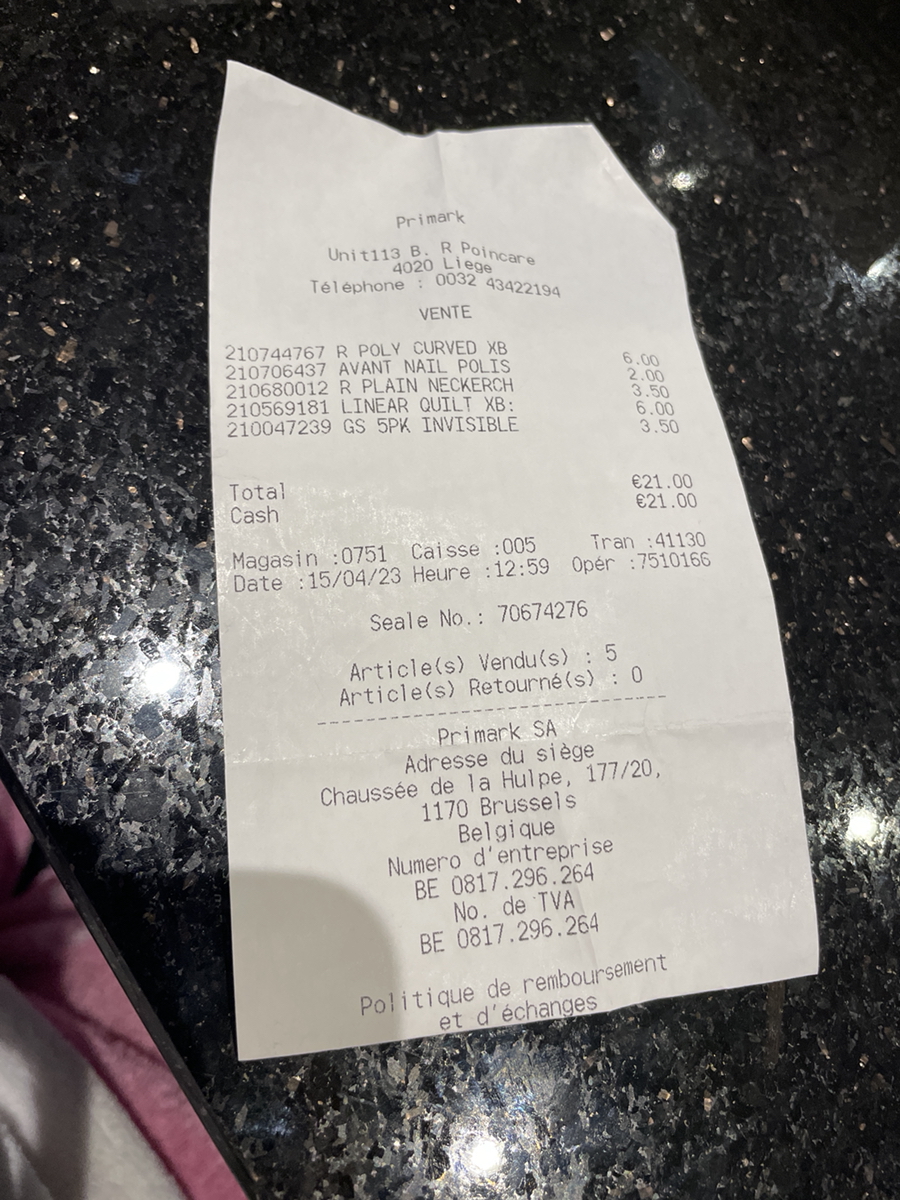 Primark
Unit113 B. R Poincare
4020 Liege
Téléphone : 0032 43422194
VENTE
210744767 R POLY CURVED XB 6.00
210706437 AVANT NAIL POLIS 2.00
210680012 R PLAIN NECKERCH 3.50
210569181 LINEAR QUILT XB: 6.00
210047239 GS 5PK INVISIBLE 3.50
Total €21.00
Cash €21.00
Magasin :0751 Caisse :005 Tran :41130
Date :15/04/23 Heure :12:59 Opér :7510166
Seale No.: 70674276
Article(s) Vendu(s) : 5
Article(s) Retourné(s) : 0
Primark SA
Adresse du siège
Chaussée de la Hulpe, 177/20,
1170 Brussels
Belgique
Numero d'entreprise
BE 0817.296.264
No. de TVA
BE 0817.296.264
Politique de remboursement
et d'échanges